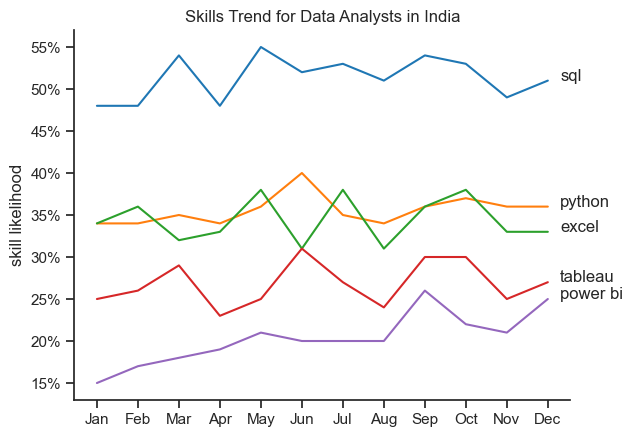 Skills Trend for Data Analysts in India
skill likelihood
55%
50%
45%
40%
35%
30%
25%
20%
15%
sql
python
excel
tableau
power bi
Jan Feb Mar Apr May Jun Jul Aug Sep Oct Nov Dec